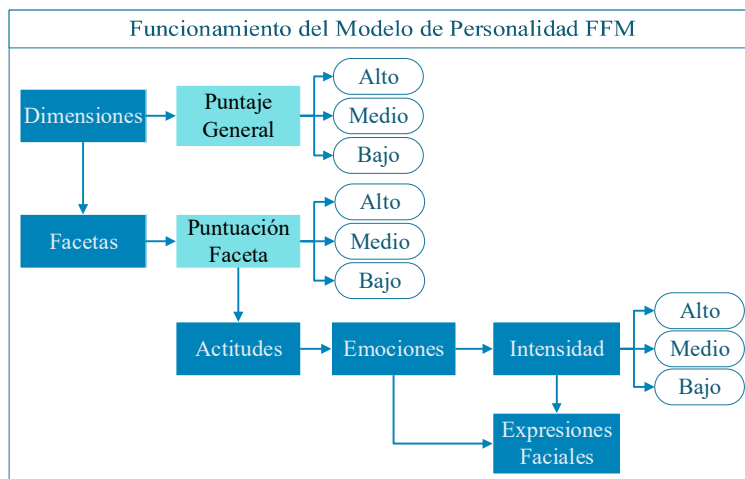 Funcionamiento del Modelo de Personalidad FFM
Dimensiones
Puntaje
General
Alto
Medio
Bajo
Facetas
Puntuación
Faceta
Alto
Medio
Bajo
Actitudes
Emociones
Intensidad
Alto
Medio
Bajo
Expresiones
Faciales